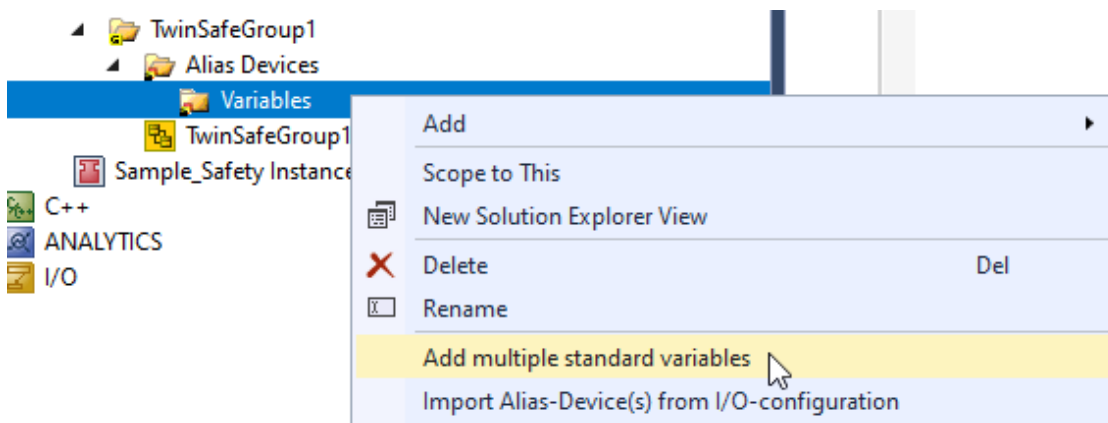 TwinSafeGroup1
Alias Devices
Variables
Add
TwinSafeGroup1
Sample_Safety Instance
Scope to This
C++
New Solution Explorer View
ANALYTICS
Delete Del
I/O
Rename
Add multiple standard variables
Import Alias-Device(s) from I/O-configuration